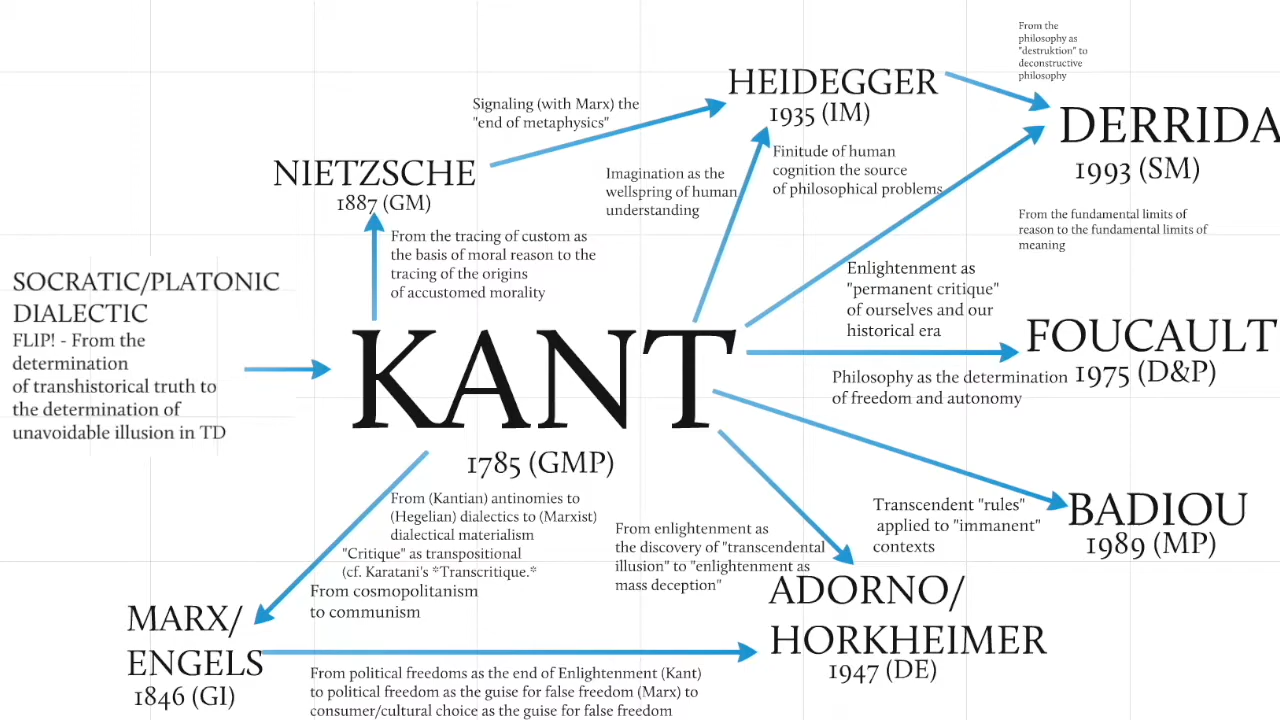 From the
philosophy as
"destruktion" to
deconstructive
philosophy
HEIDEGGER
1935 (IM)
Signaling (with Marx) the
"end of metaphysics"
DERRIDA
1993 (SM)
NIETZSCHE
1887 (GM)
Imagination as the
wellspring of human
understanding
Finitude of human
cognition the source
of philosophical problems
From the fundamental limits of
reason to the fundamental limits of
meaning
From the tracing of custom as
the basis of moral reason to the
tracing of the origins
of accustomed morality
SOCRATIC/PLATONIC
DIALECTIC
FLIP! - From the
determination
of transhistorical truth to
the determination of
unavoidable illusion in TD
Enlightenment as
"permanent critique"
of ourselves and our
historical era
KANT
1785 (GMP)
FOUCAULT
1975 (D&P)
Philosophy as the determination
of freedom and autonomy
From (Kantian) antinomies to
(Hegelian) dialectics to (Marxist)
dialectical materialism
"Critique" as transpositional
(cf. Karatani's *Transcritique.*
From cosmopolitanism
to communism
From enlightenment as
the discovery of "transcendental
illusion" to "enlightenment as
mass deception"
Transcendent "rules"
applied to "immanent"
contexts
BADIOU
1989 (MP)
MARX/
ENGELS
1846 (GI)
ADORNO/
HORKHEIMER
1947 (DE)
From political freedoms as the end of Enlightenment (Kant)
to political freedom as the guise for false freedom (Marx) to
consumer/cultural choice as the guise for false freedom